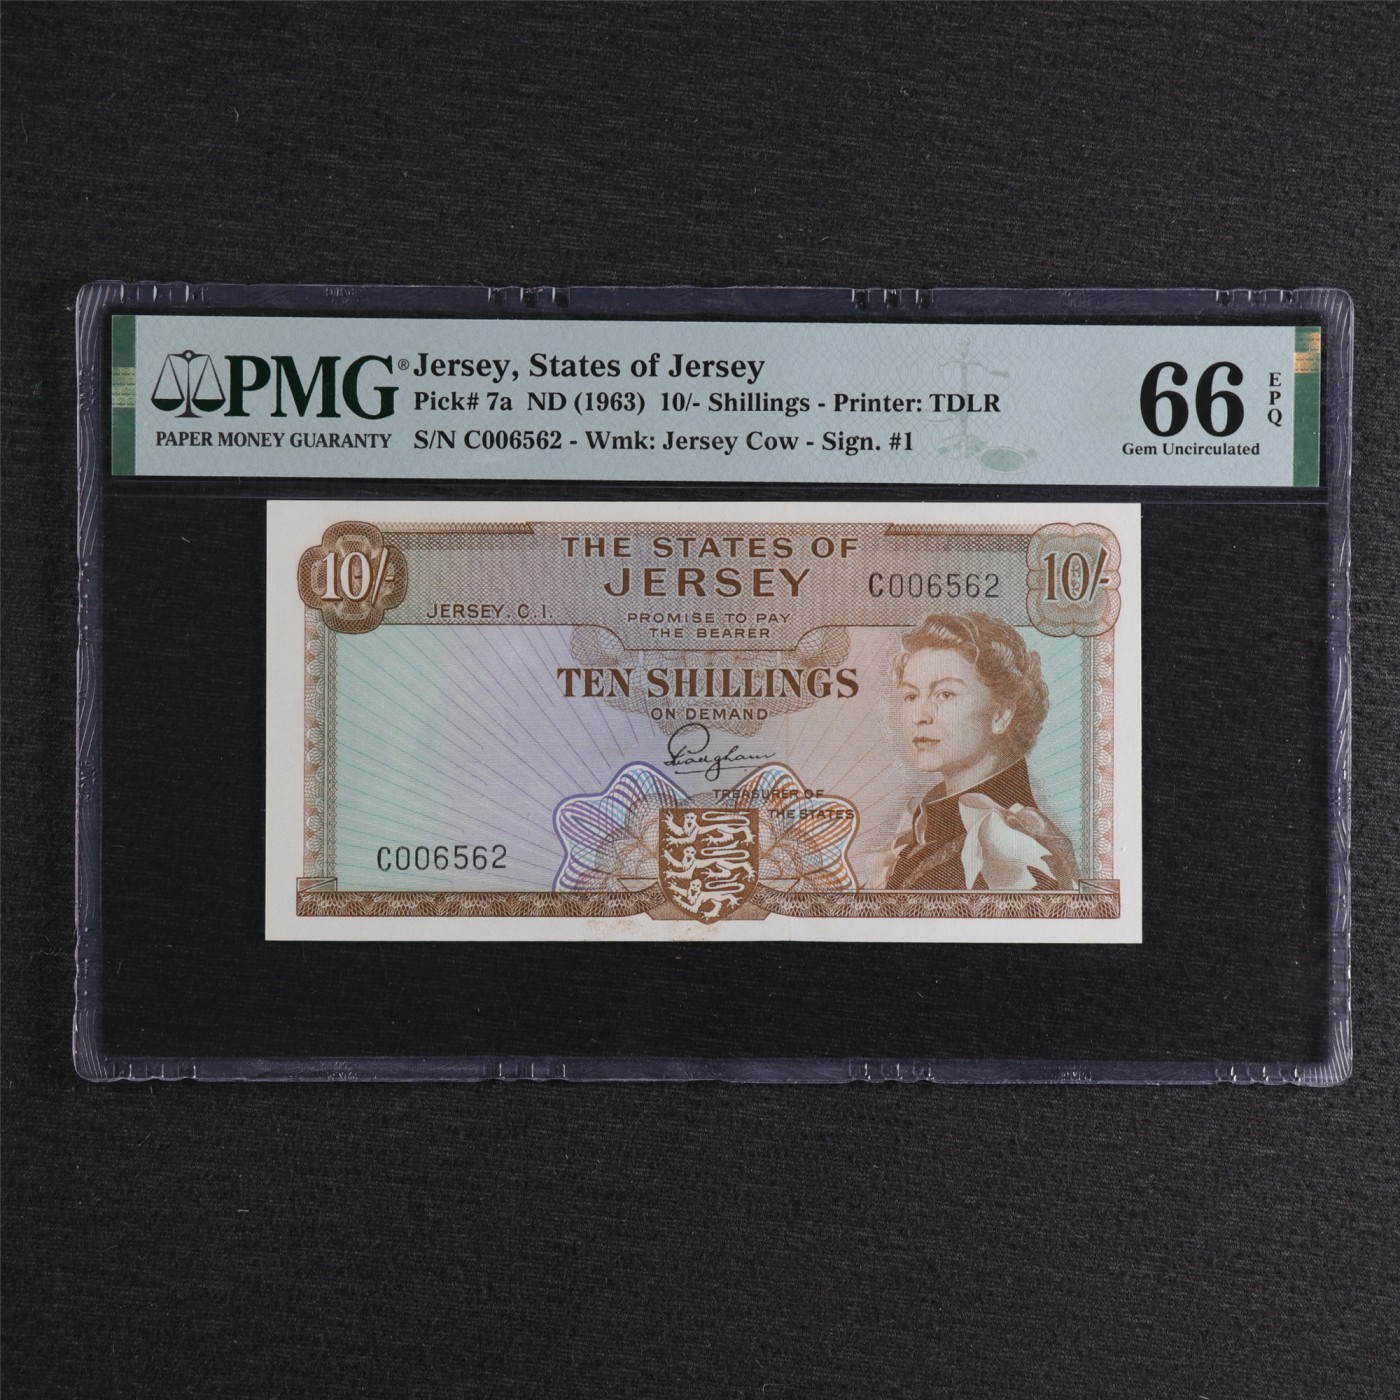 PMG®
PAPER MONEY GUARANTY
Jersey, States of Jersey
Pick# 7a ND (1963) 10/- Shillings - Printer: TDLR
S/N C006562 - Wmk: Jersey Cow - Sign. #1
66
EPQ
Gem Uncirculated
10/-
THE STATES OF
JERSEY
C006562
10/-
JERSEY. C. I.
PROMISE TO PAY
THE BEARER
TEN SHILLINGS
ON DEMAND
Padgham
TREASURER OF
THE STATES
C006562